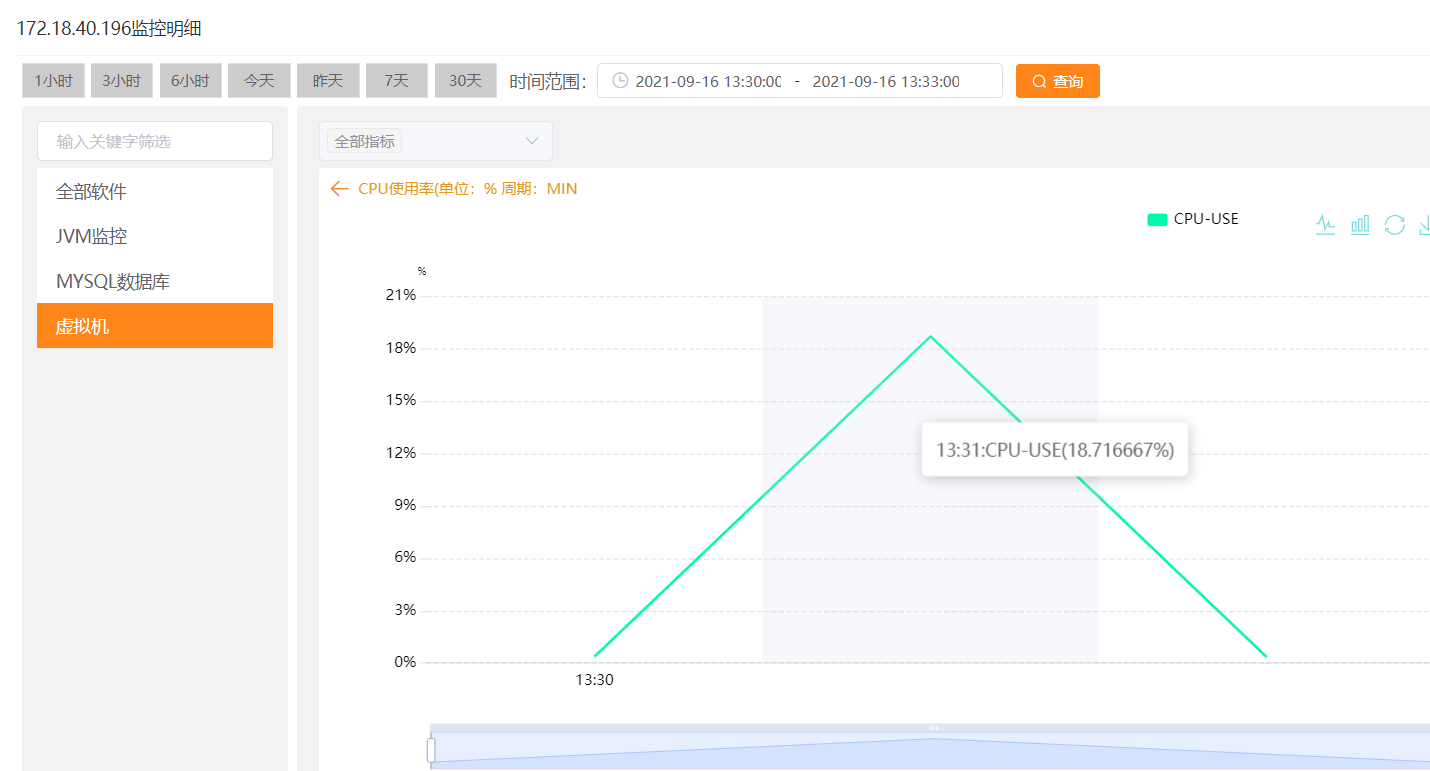 172.18.40.196监控明细
1小时 3小时 6小时 今天 昨天 7天 30天 时间范围： 2021-09-16 13:30:00 - 2021-09-16 13:33:00 查询
输入关键字筛选
全部软件
JVM监控
MYSQL数据库
虚拟机
全部指标
CPU使用率(单位：% 周期：MIN
CPU-USE
%
21%
18%
15%
12%
9%
6%
3%
0%
13:31:CPU-USE(18.716667%)
13:30